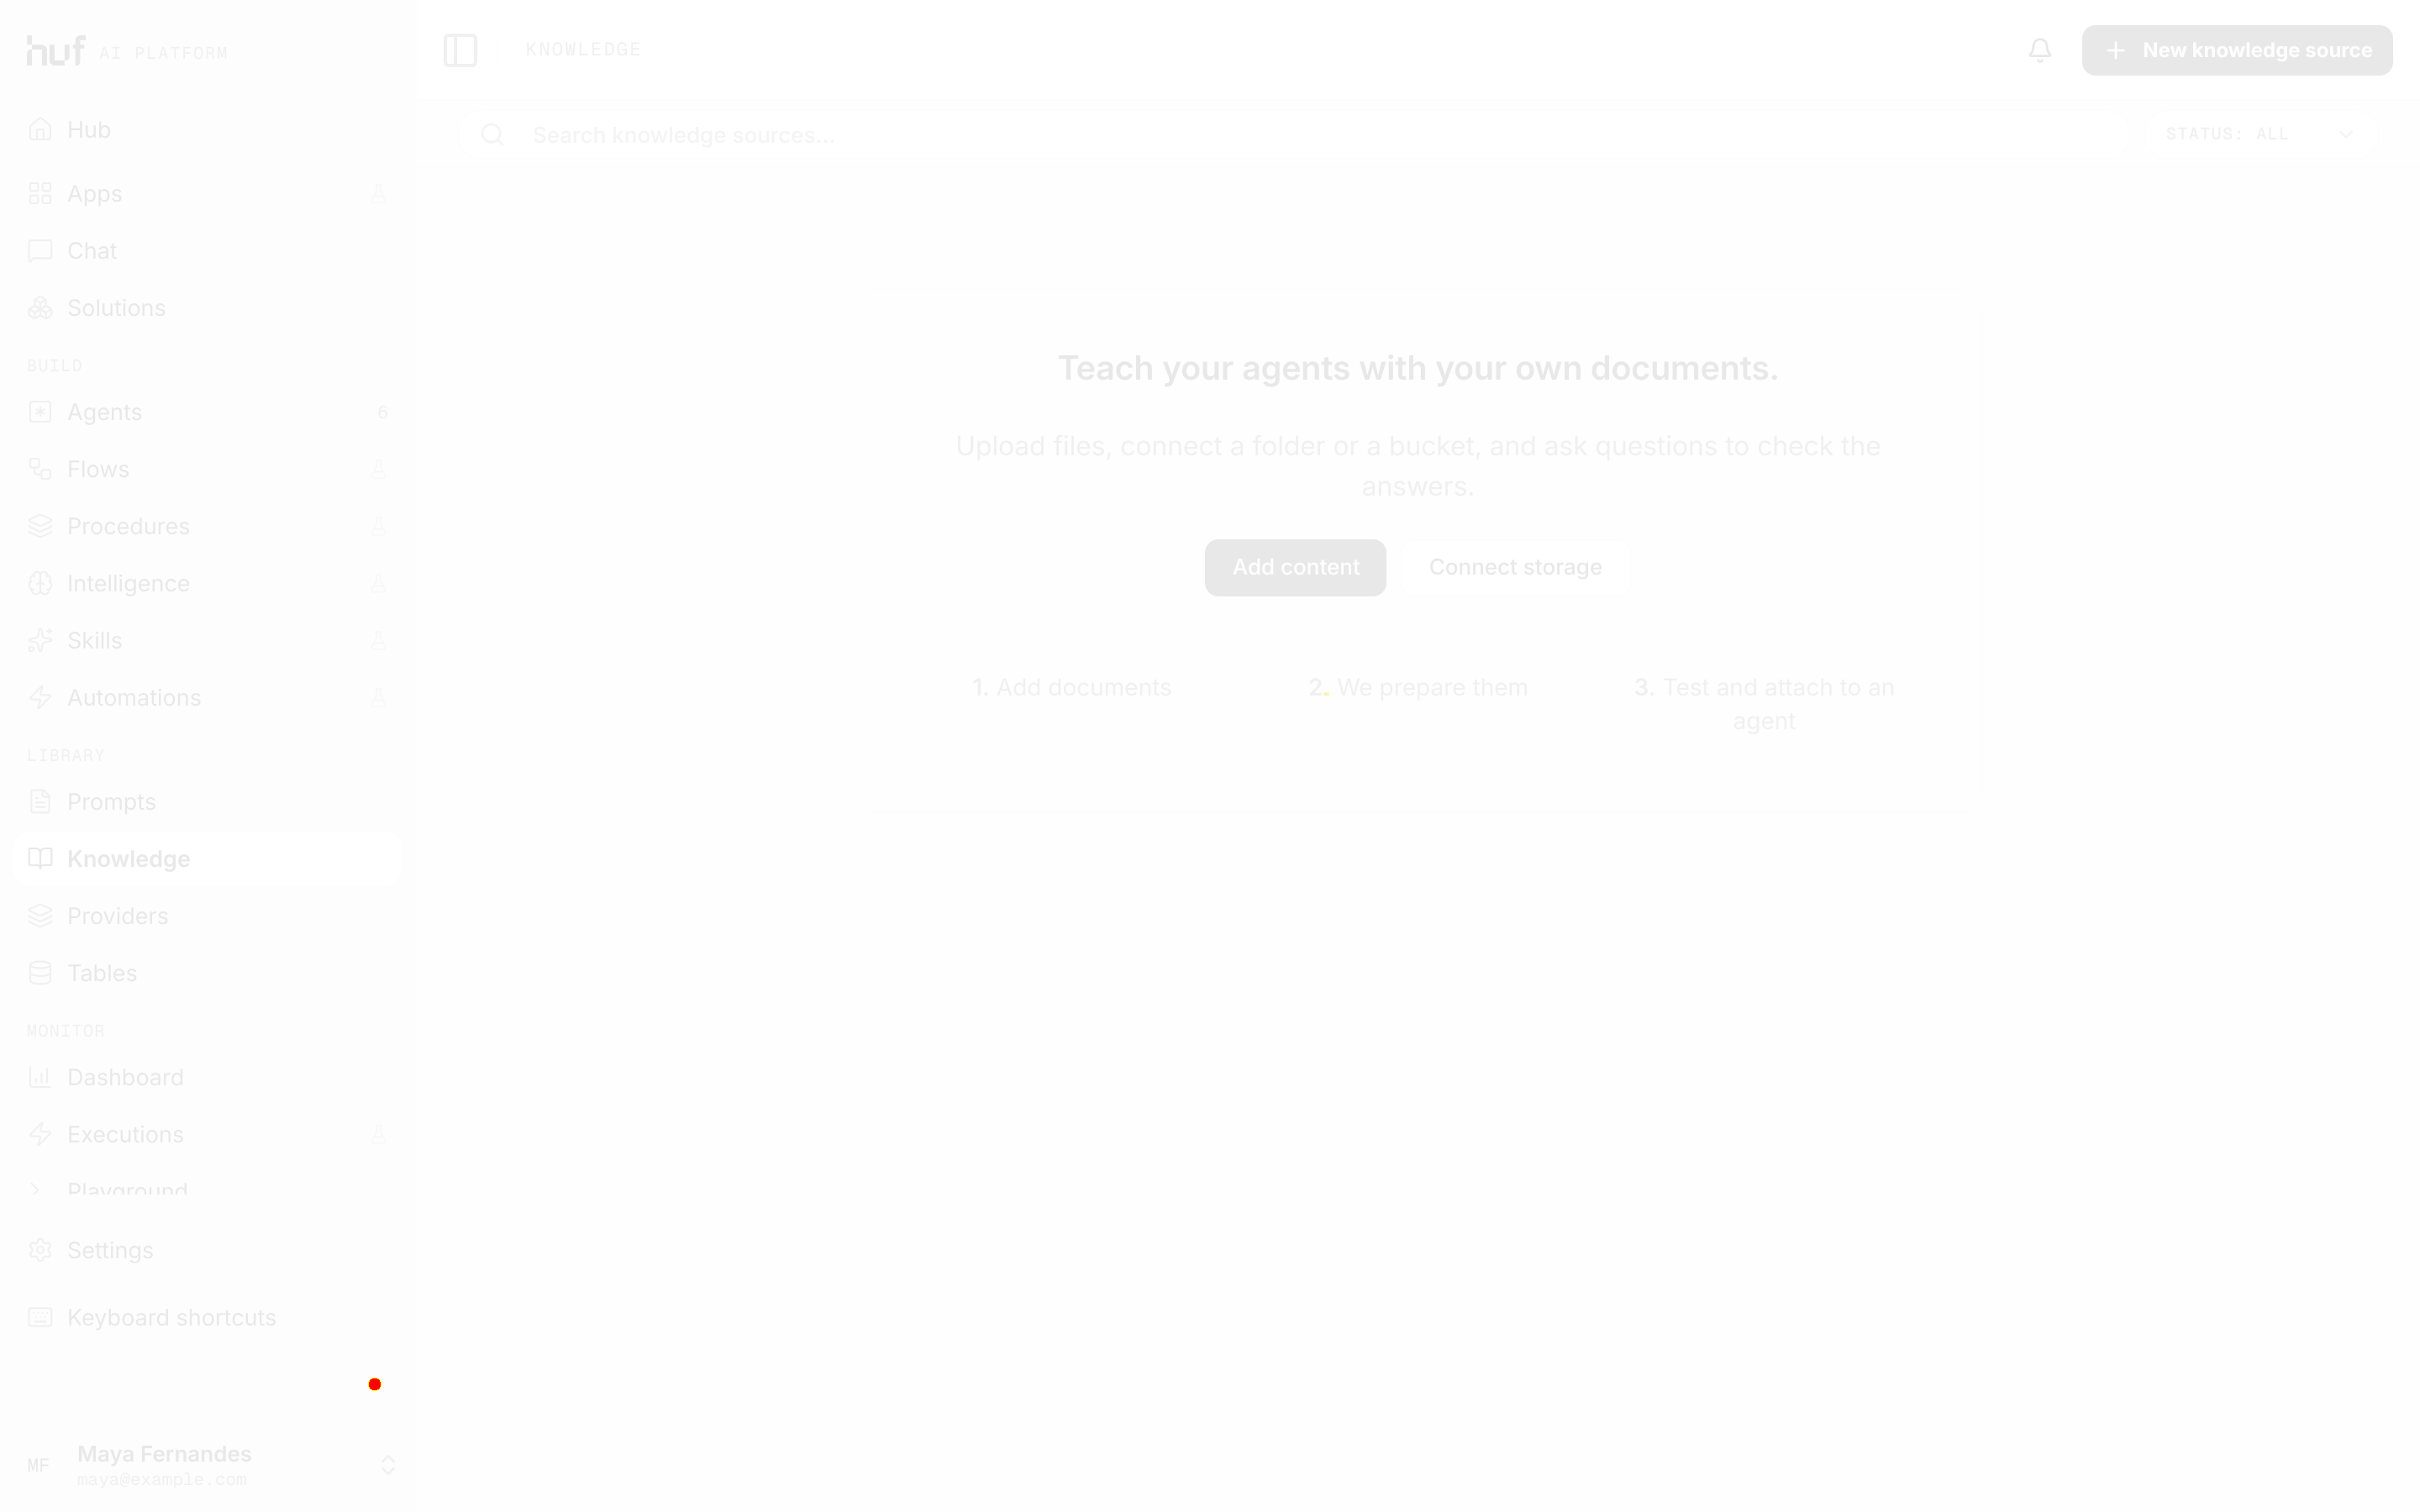 huf AI PLATFORM
Hub
Apps
Chat
Solutions
BUILD
Agents 6
Flows
Procedures
Intelligence
Skills
Automations
LIBRARY
Prompts
Knowledge
Providers
Tables
MONITOR
Dashboard
Executions
Playground
Settings
Keyboard shortcuts
MF
Maya Fernandes
maya@example.com
KNOWLEDGE
New knowledge source
Search knowledge sources...
STATUS: ALL
Teach your agents with your own documents.
Upload files, connect a folder or a bucket, and ask questions to check the
answers.
Add content
Connect storage
1. Add documents
2. We prepare them
3. Test and attach to an
agent